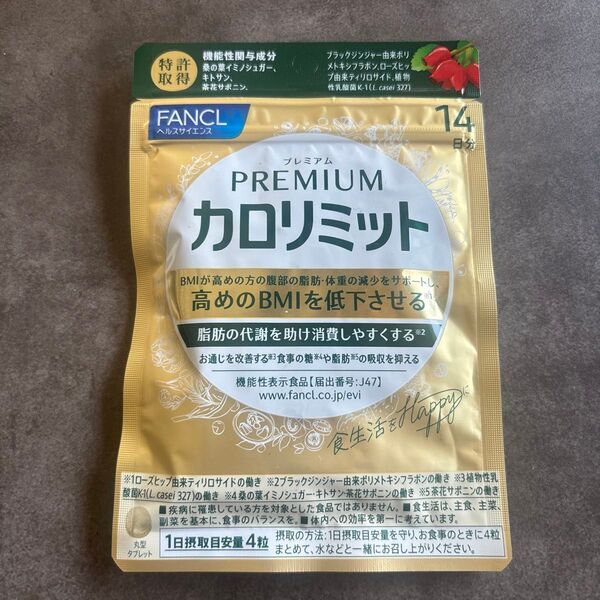 特許
取得
機能性関与成分
桑の葉イミノシュガー、
キトサン、
茶花サポニン、
ブラックジンジャー由来ポリ
メトキシフラボン、ローズヒッ
プ由来ティリロサイド、植物
性乳酸菌K-1(L. casei 327)
FANCL
ヘルスサイエンス
14
日分
プレミアム
PREMIUM
カロリミット
BMIが高めの方の腹部の脂肪・体重の減少をサポートし、
高めのBMIを低下させる※1
脂肪の代謝を助け消費しやすくする※2
お通じを改善する※3食事の糖※4や脂肪※5の吸収を抑える
機能性表示食品【届出番号:J47】
www.fancl.co.jp/evi
食生活をHappyに
※1ローズヒップ由来ティリロサイドの働き ※2ブラックジンジャー由来ポリメトキシフラボンの働き ※3植物性乳
酸菌K-1(L. casei 327)の働き ※4桑の葉イミノシュガー・キトサン・茶花サポニンの働き ※5茶花サポニンの働き
■疾病に罹患している方を対象とした食品ではありません。■食生活は、主食、主菜、
副菜を基本に、食事のバランスを。■体内への効率を第一に考えています。
丸型
タブレット
1日摂取目安量4粒
摂取の方法:1日摂取目安量を守り、お食事のときに4粒
まとめて、水などと一緒にお召し上がりください。